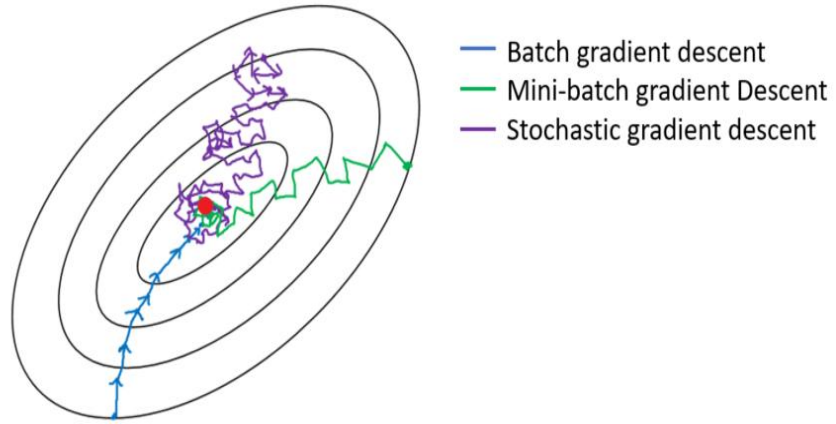 Batch gradient descent
Mini-batch gradient Descent
Stochastic gradient descent